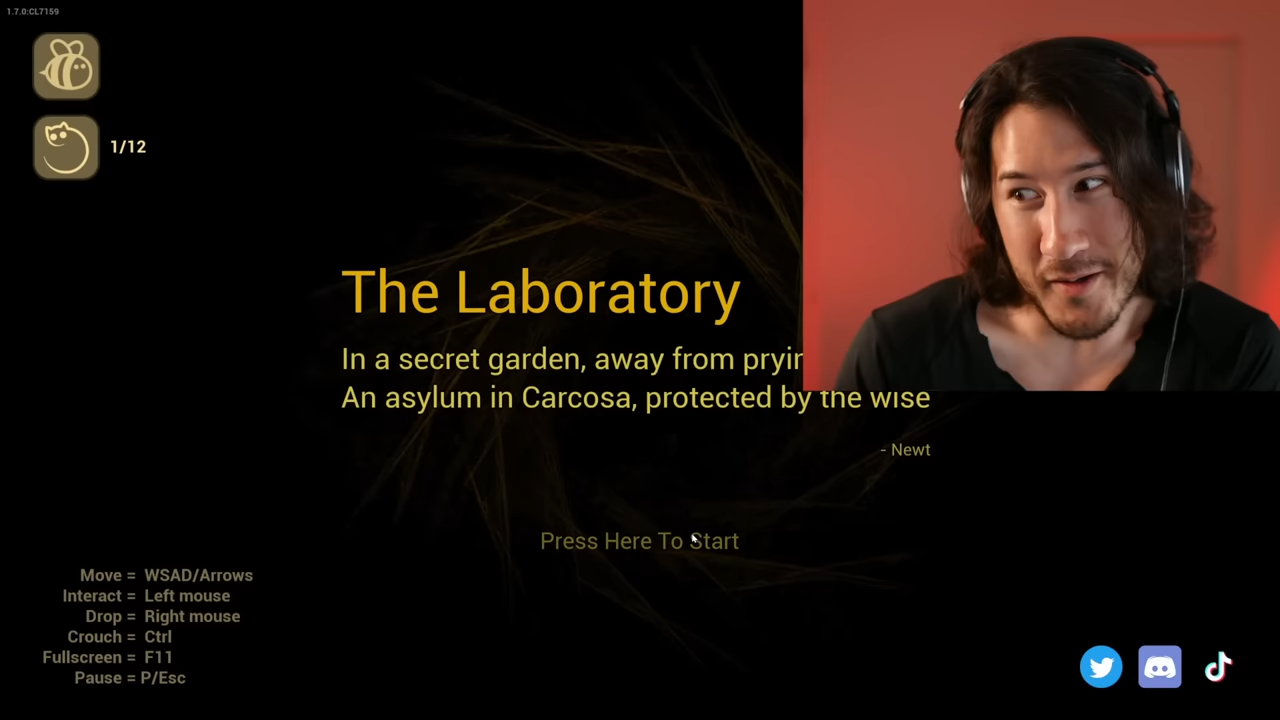 1.7.0:CL7159
1/12
The Laboratory
In a secret garden, away from
An asylum in Carcosa, protected by the wise
- Newt
Press Here To Start
Move = WSAD/Arrows
Interact = Left mouse
Drop = Right mouse
Crouch = Ctrl
Fullscreen = F11
Pause = P/Esc